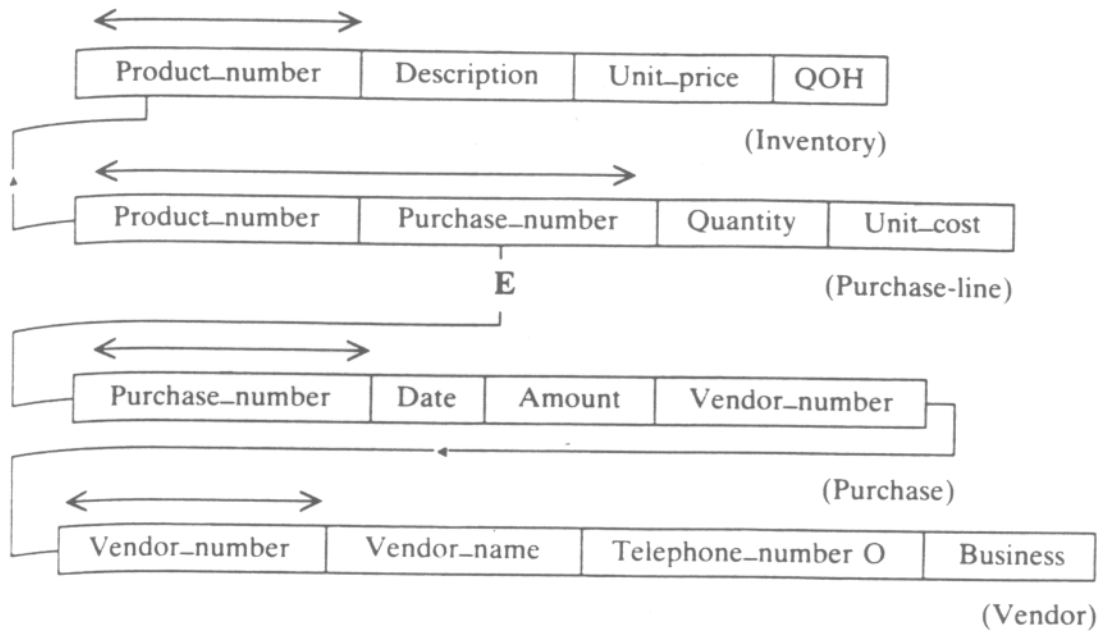 Product_number Description Unit_price QOH
(Inventory)
Product_number Purchase_number Quantity Unit_cost
(Purchase-line)
E
Purchase_number Date Amount Vendor_number
(Purchase)
Vendor_number Vendor_name Telephone_number O Business
(Vendor)